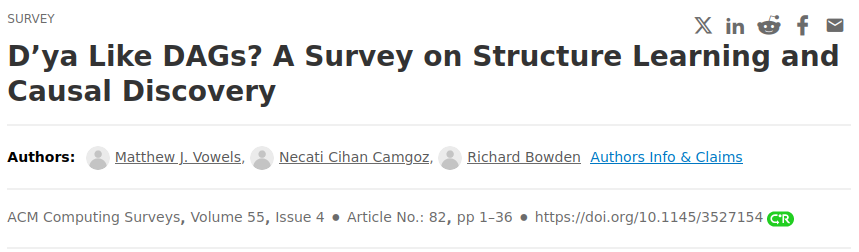 SURVEY
D’ya Like DAGs? A Survey on Structure Learning and
Causal Discovery
Authors: Matthew J. Vowels, Necati Cihan Camgoz, Richard Bowden Authors Info & Claims
ACM Computing Surveys, Volume 55, Issue 4 • Article No.: 82, pp 1–36 • https://doi.org/10.1145/3527154